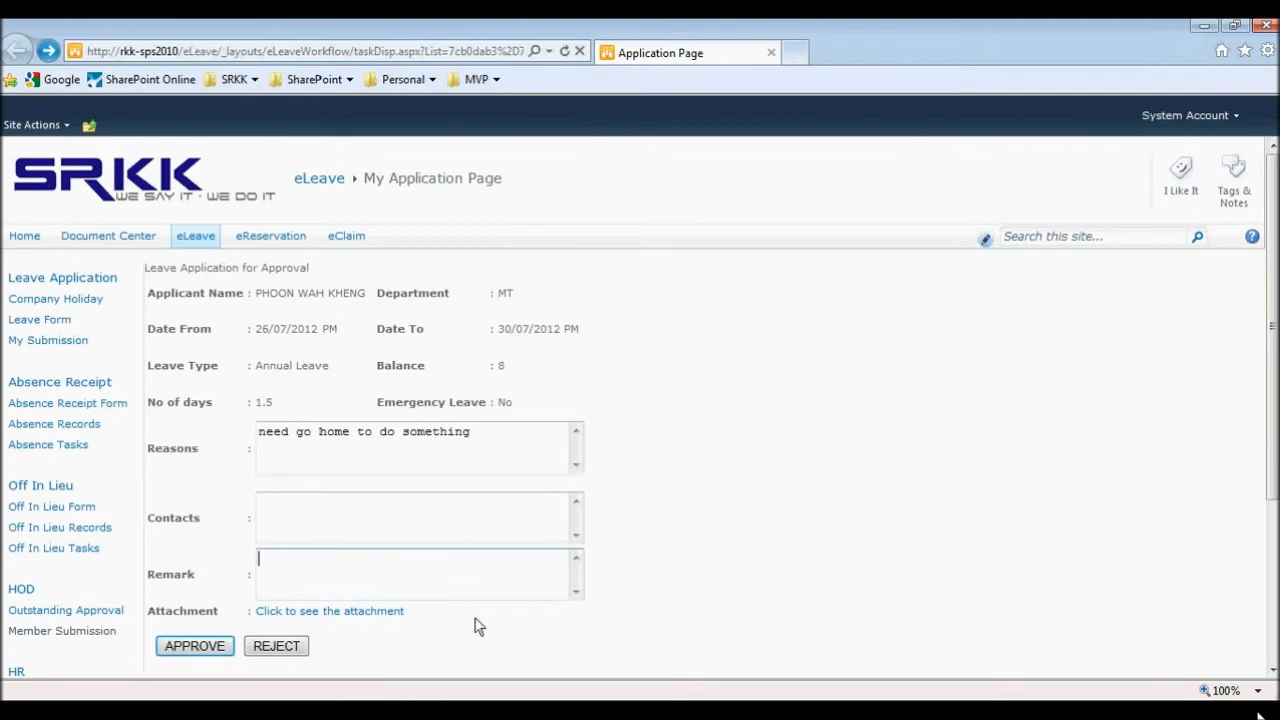 http://rkk-sps2010/eLeave/_layouts/eLeaveWorkflow/taskDisp.aspx?List=7cb0dab3%2D7
Application Page
Google SharePoint Online SRKK SharePoint Personal MVP
Site Actions
System Account
SRKK
WE SAY IT · WE DO IT
eLeave
My Application Page
I Like It
Tags & Notes
Home Document Center eLeave eReservation eClaim
Search this site...
Leave Application
Company Holiday
Leave Form
My Submission
Absence Receipt
Absence Receipt Form
Absence Records
Absence Tasks
Off In Lieu
Off In Lieu Form
Off In Lieu Records
Off In Lieu Tasks
HOD
Outstanding Approval
Member Submission
HR
Leave Application for Approval
Applicant Name : PHOON WAH KHENG Department : MT
Date From : 26/07/2012 PM Date To : 30/07/2012 PM
Leave Type : Annual Leave Balance : 8
No of days : 1.5 Emergency Leave : No
Reasons : need go home to do something
Contacts :
Remark :
Attachment : Click to see the attachment
APPROVE REJECT
100%